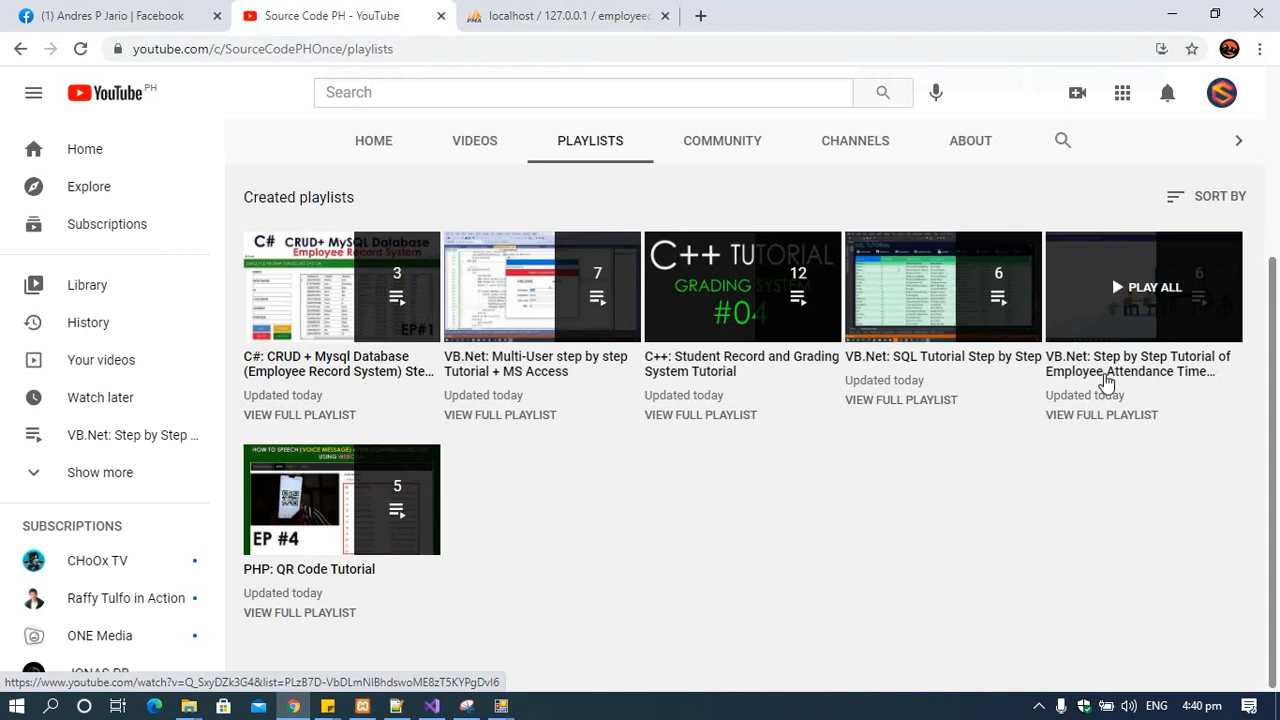 (1) Andres P Jario | Facebook
Source Code PH - YouTube
localhost / 127.0.0.1 / employee
youtube.com/c/SourceCodePHOnce/playlists
YouTube PH
Search
HOME
VIDEOS
PLAYLISTS
COMMUNITY
CHANNELS
ABOUT
Home
Explore
Subscriptions
Library
History
Your videos
Watch later
VB.Net: Step by Step ...
Show more
SUBSCRIPTIONS
CHoOx TV
Raffy Tulfo in Action
ONE Media
Created playlists
SORT BY
C# CRUD+ MySQL Database
Employee Record System
3
EP#1
C#: CRUD + Mysql Database
(Employee Record System) Ste...
Updated today
VIEW FULL PLAYLIST
7
VB.Net: Multi-User step by step
Tutorial + MS Access
Updated today
VIEW FULL PLAYLIST
C++ TUTORIAL
GRADING SYSTEM
#04
12
C++: Student Record and Grading
System Tutorial
Updated today
VIEW FULL PLAYLIST
6
VB.Net: SQL Tutorial Step by Step
Updated today
VIEW FULL PLAYLIST
PLAY ALL
VB.Net: Step by Step Tutorial of
Employee Attendance Time...
Updated today
VIEW FULL PLAYLIST
EP #4
5
PHP: QR Code Tutorial
Updated today
VIEW FULL PLAYLIST
https://www.youtube.com/watch?v=Q_SxyDZk3G4&list=PLzB7D-VbDLmNIBhdswoME8zT5KYPgDvl6
4:40 pm